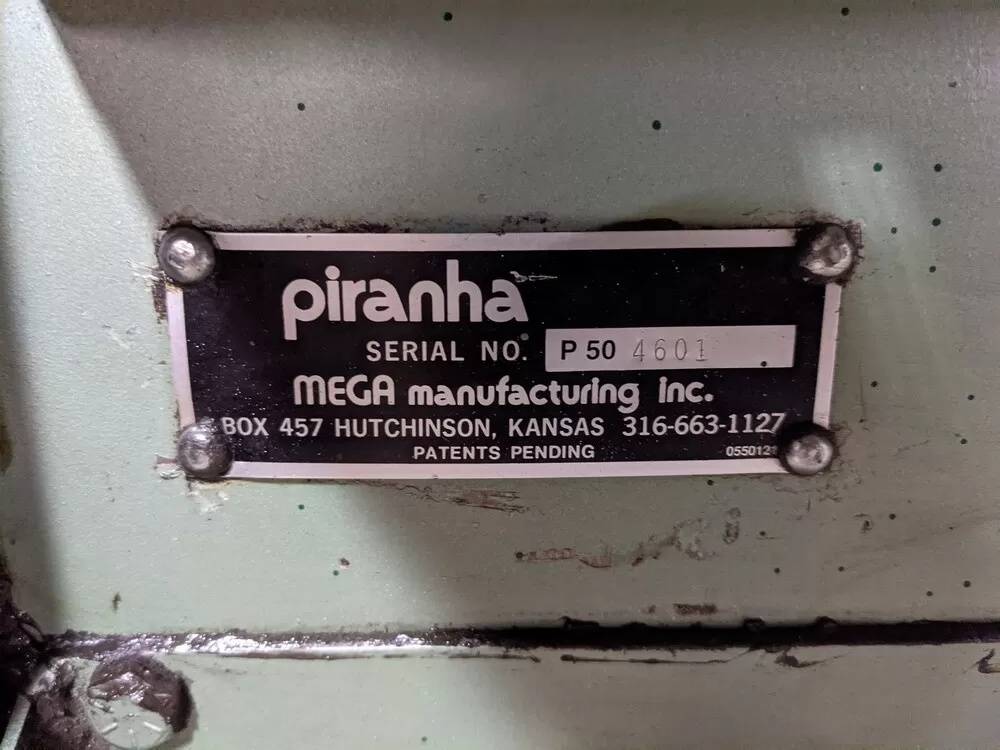 piranha
SERIAL NO. P 50 4601
MEGA manufacturing inc.
BOX 457 HUTCHINSON, KANSAS 316-663-1127
PATENTS PENDING